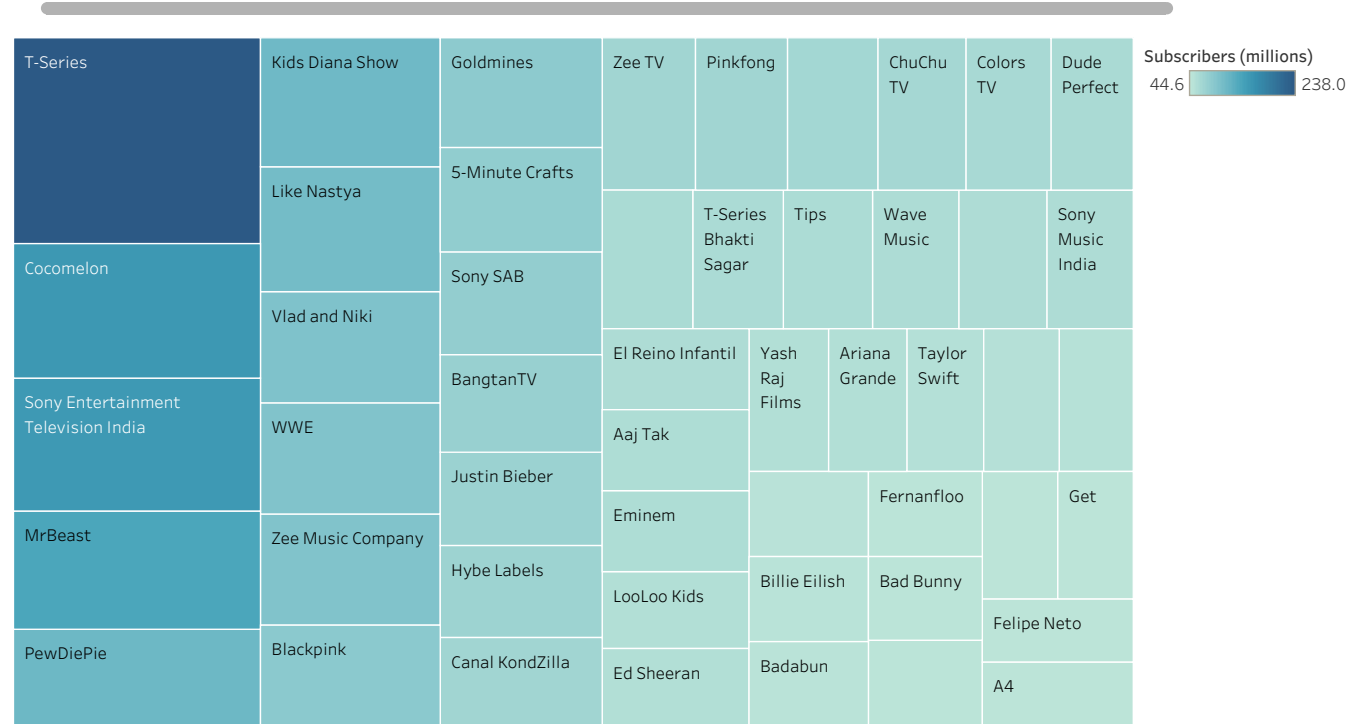 T-Series
Cocomelon
Sony Entertainment
Television India
MrBeast
PewDiePie
Kids Diana Show
Like Nastya
Vlad and Niki
WWE
Zee Music Company
Blackpink
Goldmines
5-Minute Crafts
Sony SAB
BangtanTV
Justin Bieber
Hybe Labels
Canal KondZilla
Zee TV
Pinkfong
ChuChu
TV
Colors
TV
Dude
Perfect
T-Series
Bhakti
Sagar
Tips
Wave
Music
Sony
Music
India
El Reino Infantil
Aaj Tak
Eminem
LooLoo Kids
Ed Sheeran
Yash
Raj
Films
Ariana
Grande
Taylor
Swift
Fernanfloo
Get
Billie Eilish
Bad Bunny
Badabun
Felipe Neto
A4
Subscribers (millions)
44.6 238.0